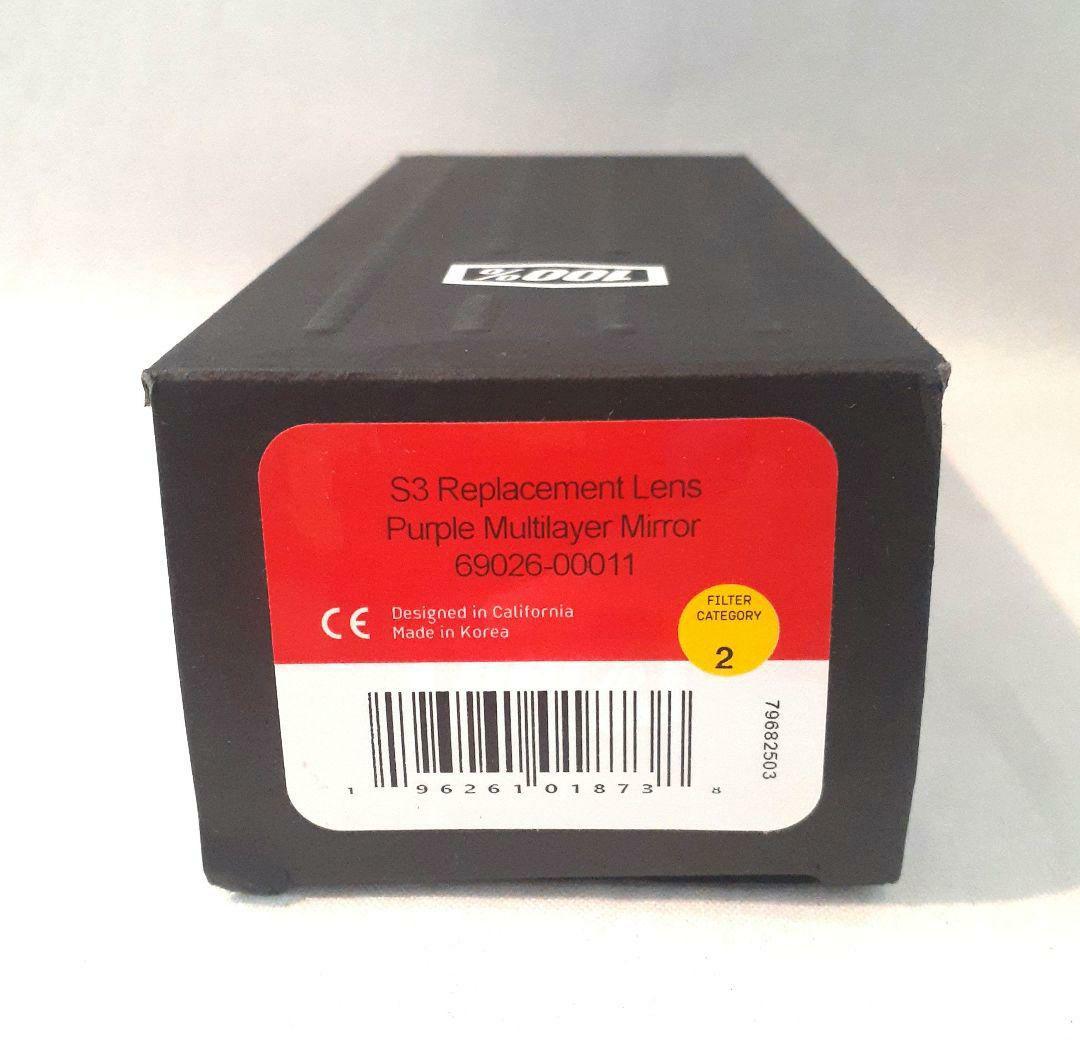 100%
S3 Replacement Lens
Purple Multilayer Mirror
69026-00011
CE Designed in California
Made in Korea
FILTER
CATEGORY
2
79682503
1 96261 01873 8